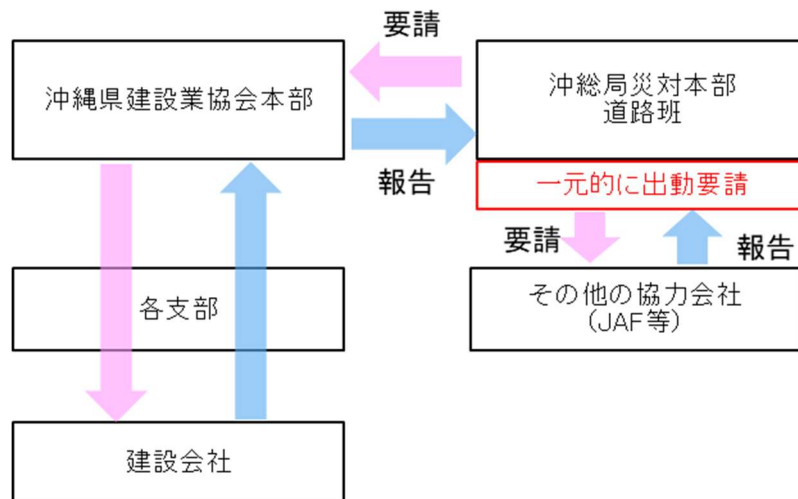 要請
沖縄県建設業協会本部
沖総局災対本部
道路班
報告
一元的に出動要請
要請
報告
各支部
その他の協力会社
（JAF等）
建設会社